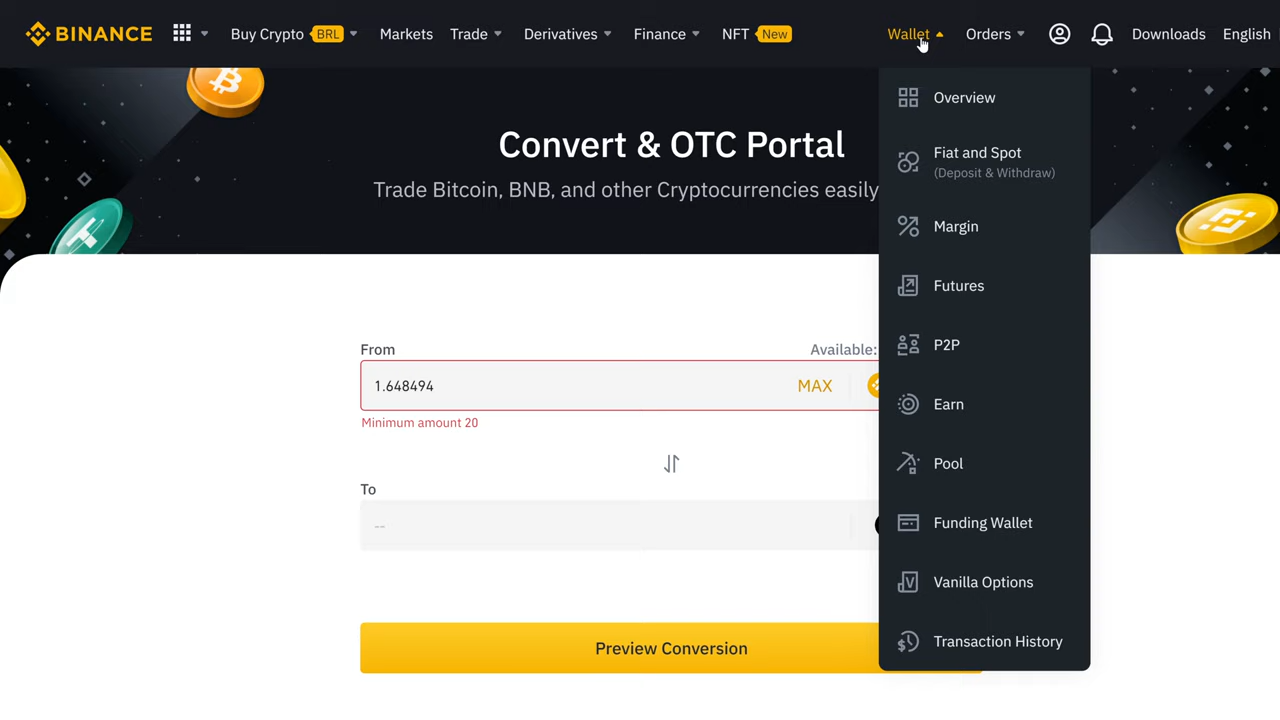 BINANCE
Buy Crypto BRL
Markets
Trade
Derivatives
Finance
NFT New
Wallet
Orders
Downloads
English
Overview
Fiat and Spot
(Deposit & Withdraw)
Margin
Futures
P2P
Earn
Pool
Funding Wallet
Vanilla Options
Transaction History
Convert & OTC Portal
Trade Bitcoin, BNB, and other Cryptocurrencies easily
From
Available:
1.648494
MAX
Minimum amount 20
To
--
Preview Conversion